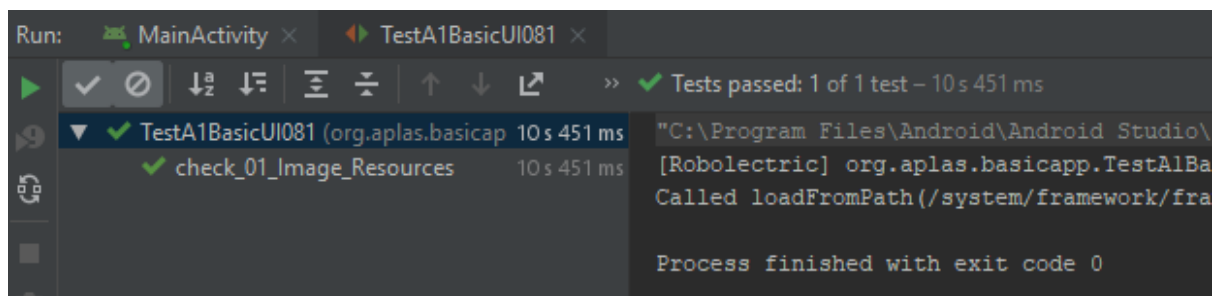 Run: MainActivity × TestA1BasicUI081 ×
» Tests passed: 1 of 1 test – 10 s 451 ms
TestA1BasicUI081 (org.aplas.basicap 10 s 451 ms
check_01_Image_Resources 10 s 451 ms
"C:\Program Files\Android\Android Studio\
[Robolectric] org.aplas.basicapp.TestA1Ba
Called loadFromPath(/system/framework/fra
Process finished with exit code 0